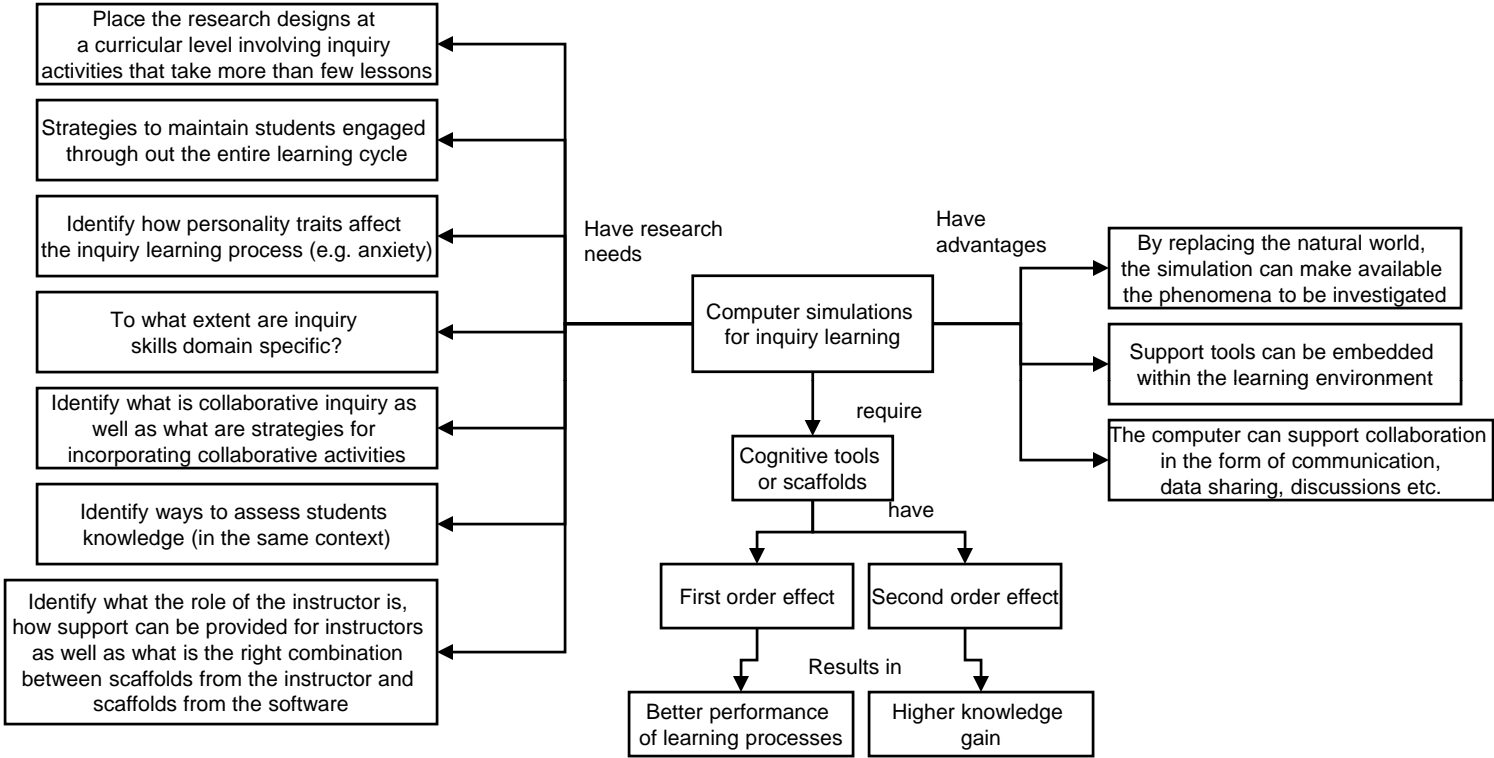 Place the research designs at
a curricular level involving inquiry
activities that take more than few lessons
Strategies to maintain students engaged
through out the entire learning cycle
Identify how personality traits affect
the inquiry learning process (e.g. anxiety)
To what extent are inquiry
skills domain specific?
Identify what is collaborative inquiry as
well as what are strategies for
incorporating collaborative activities
Identify ways to assess students
knowledge (in the same context)
Identify what the role of the instructor is,
how support can be provided for instructors
as well as what is the right combination
between scaffolds from the instructor and
scaffolds from the software
Have research
needs
Computer simulations
for inquiry learning
Have
advantages
By replacing the natural world,
the simulation can make available
the phenomena to be investigated
Support tools can be embedded
within the learning environment
The computer can support collaboration
in the form of communication,
data sharing, discussions etc.
require
Cognitive tools
or scaffolds
have
First order effect
Second order effect
Results in
Better performance
of learning processes
Higher knowledge
gain